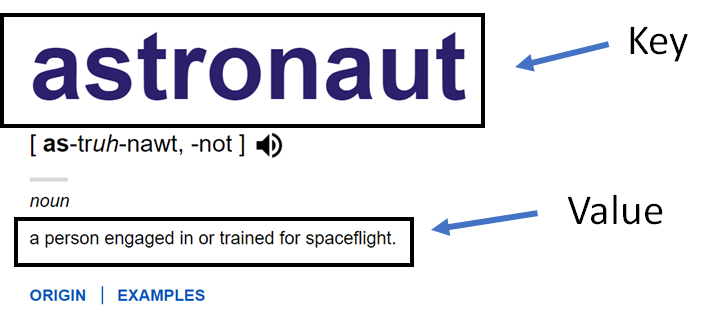 astronaut
Key
[ as-truh-nawt, -not ]
noun
a person engaged in or trained for spaceflight.
Value
ORIGIN | EXAMPLES